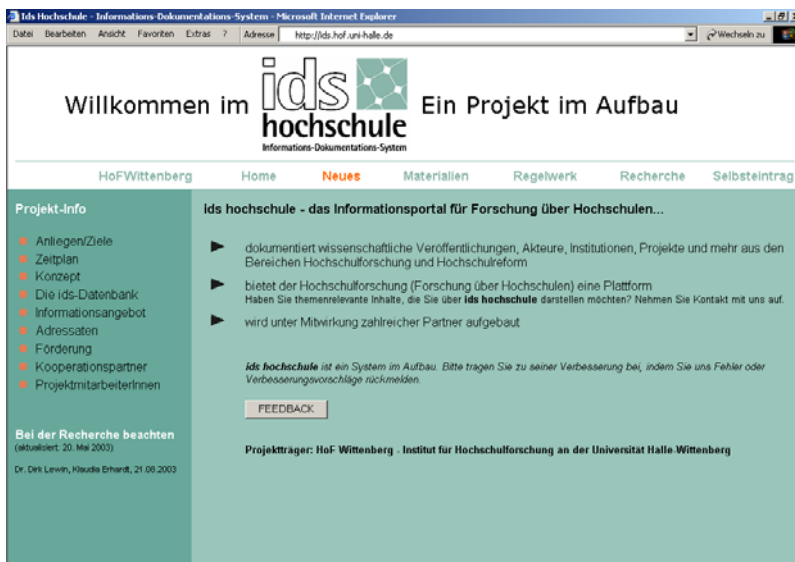 Ids Hochschule - Informations-Dokumentations-System - Microsoft Internet Explorer
Datei Bearbeiten Ansicht Favoriten Extras ? Adresse http://ids.hof.uni-halle.de Wechseln zu
Willkommen im ids hochschule Ein Projekt im Aufbau
Informations-Dokumentations-System
HoFWittenberg Home Neues Materialien Regelwerk Recherche Selbsteintrag
Projekt-Info
Anliegen/Ziele
Zeitplan
Konzept
Die ids-Datenbank
Informationsangebot
Adressaten
Förderung
Kooperationspartner
ProjektmitarbeiterInnen
Bei der Recherche beachten
(aktualisiert: 20. Mai 2003)
Dr. Dirk Lewin, Klaudia Erhardt, 21.08.2003
ids hochschule - das Informationsportal für Forschung über Hochschulen...
dokumentiert wissenschaftliche Veröffentlichungen, Akteure, Institutionen, Projekte und mehr aus den
Bereichen Hochschulforschung und Hochschulreform
bietet der Hochschulforschung (Forschung über Hochschulen) eine Plattform
Haben Sie themenrelevante Inhalte, die Sie über ids hochschule darstellen möchten? Nehmen Sie Kontakt mit uns auf.
wird unter Mitwirkung zahlreicher Partner aufgebaut
ids hochschule ist ein System im Aufbau. Bitte tragen Sie zu seiner Verbesserung bei, indem Sie uns Fehler oder
Verbesserungsvorschläge rückmelden.
FEEDBACK
Projektträger: HoF Wittenberg - Institut für Hochschulforschung an der Universität Halle-Wittenberg